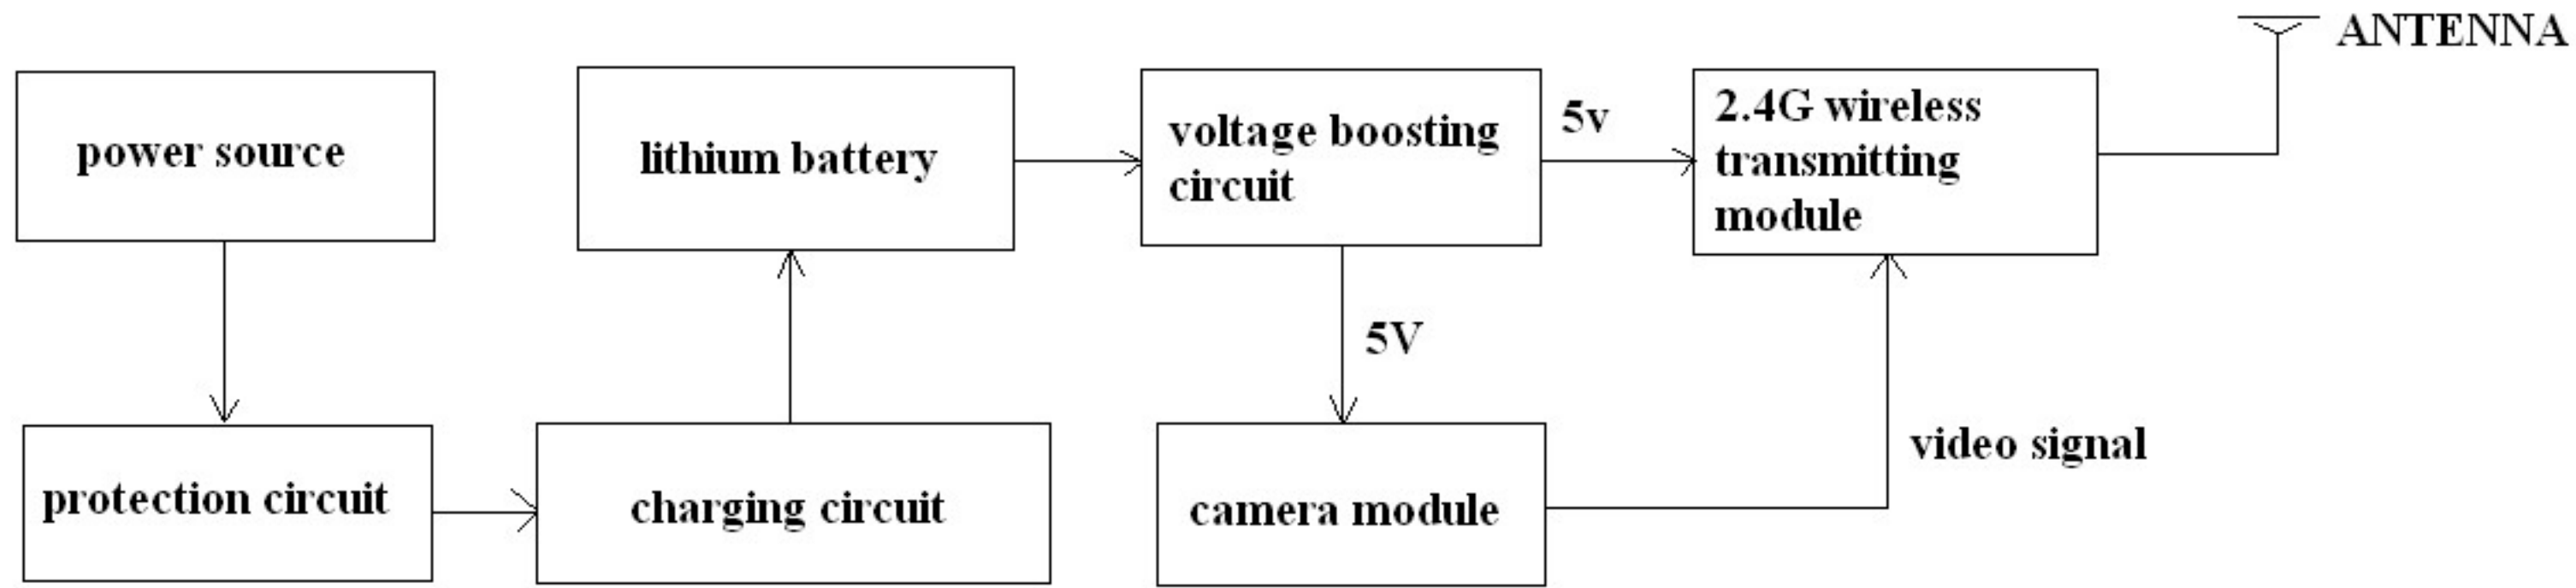 ANTENNA
power source
lithium battery
voltage boosting
circuit
5v
2.4G wireless
transmitting
module
5V
protection circuit
charging circuit
camera module
video signal